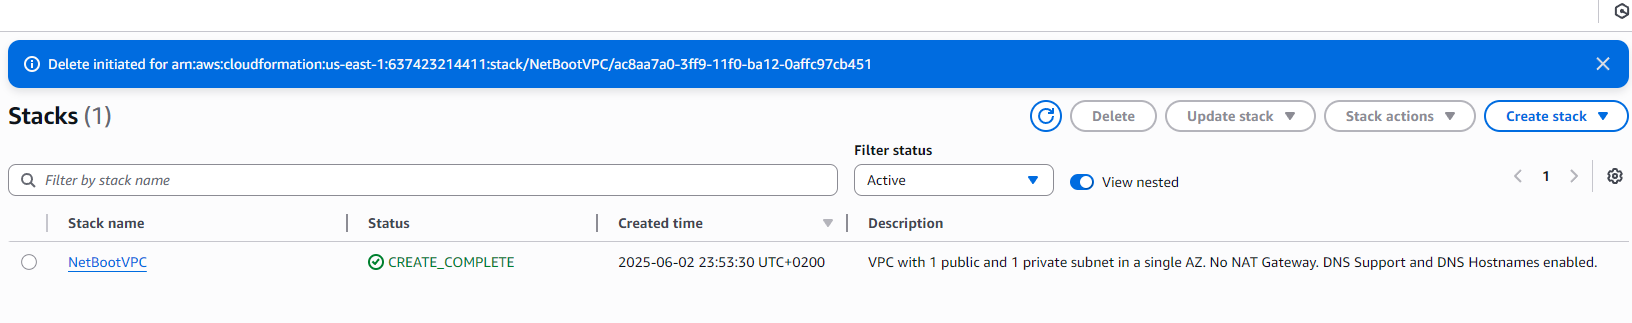 Delete initiated for arn:aws:cloudformation:us-east-1:637423214411:stack/NetBootVPC/ac8aa7a0-3ff9-11f0-ba12-0affc97cb451
Stacks (1)
Delete
Update stack
Stack actions
Create stack
Filter status
Filter by stack name
Active
View nested
1
Stack name
Status
Created time
Description
NetBootVPC
CREATE_COMPLETE
2025-06-02 23:53:30 UTC+0200
VPC with 1 public and 1 private subnet in a single AZ. No NAT Gateway. DNS Support and DNS Hostnames enabled.